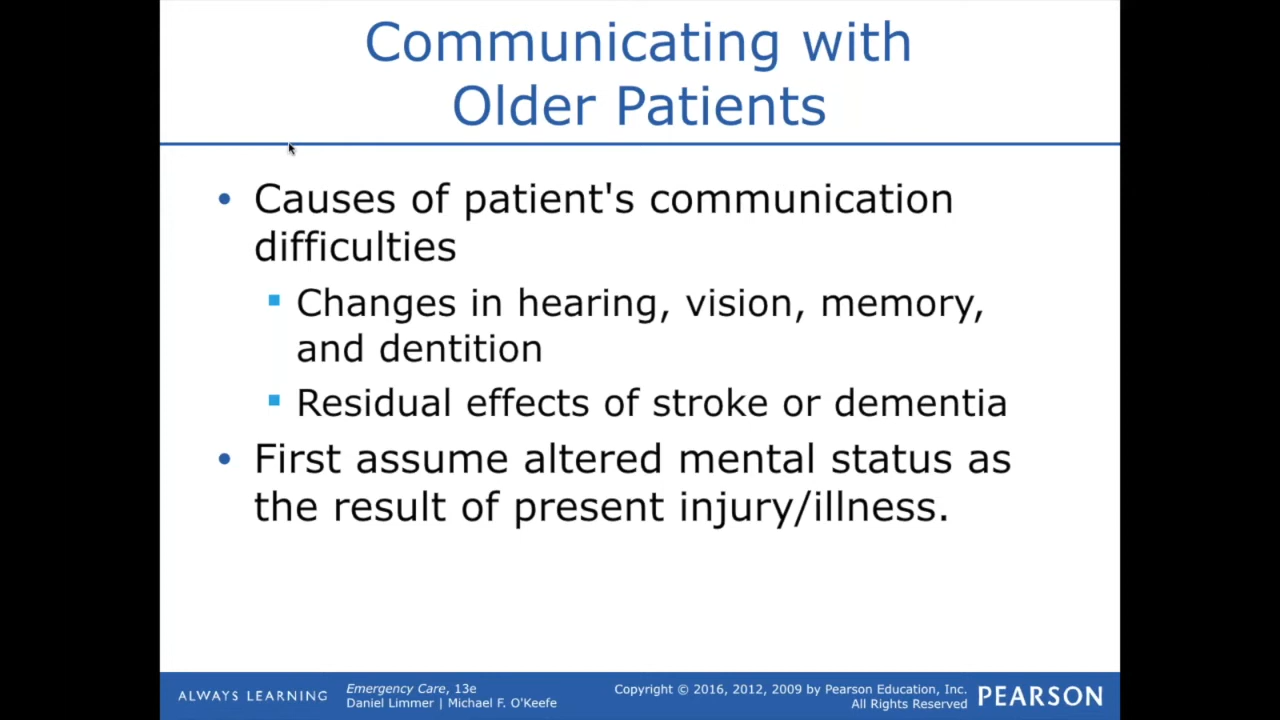 Communicating with
Older Patients
• Causes of patient's communication
difficulties
▪ Changes in hearing, vision, memory,
and dentition
▪ Residual effects of stroke or dementia
• First assume altered mental status as
the result of present injury/illness.
ALWAYS LEARNING
Emergency Care, 13e
Daniel Limmer | Michael F. O'Keefe
Copyright © 2016, 2012, 2009 by Pearson Education, Inc.
All Rights Reserved
PEARSON